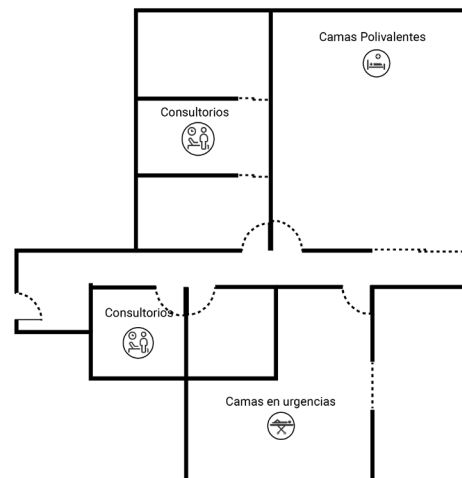 Camas Polivalentes
Consultorios
Consultorios
Camas en urgencias